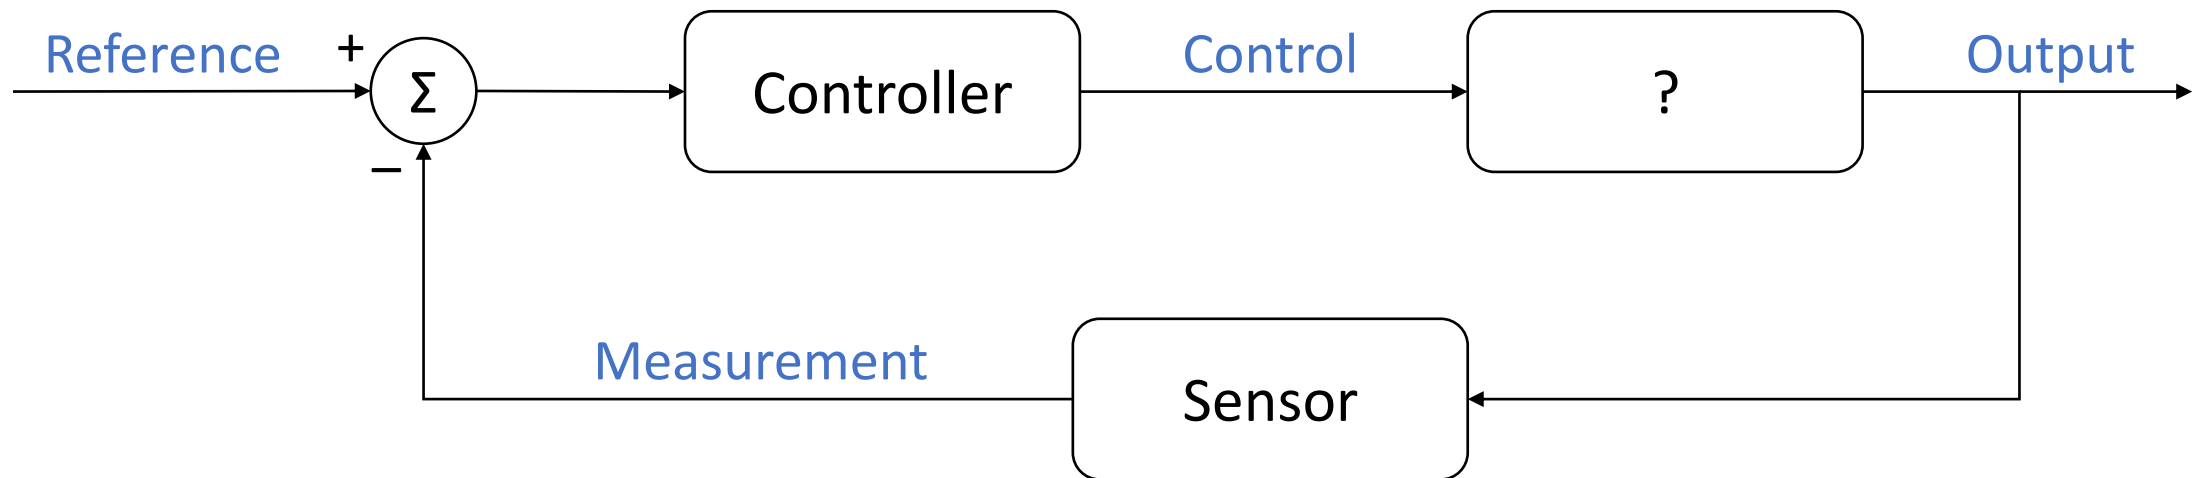 Reference
+
Σ
−
Controller
Control
?
Output
Measurement
Sensor